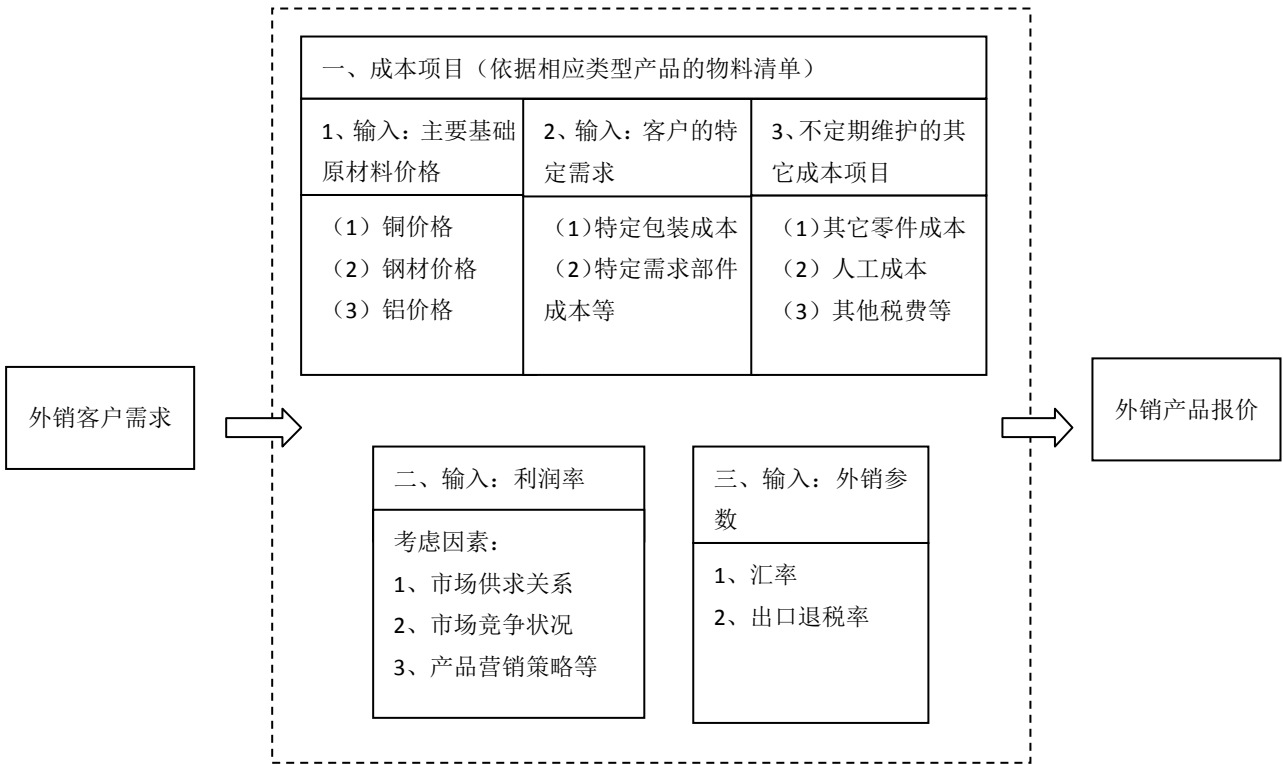 一、成本项目（依据相应类型产品的物料清单）
1、输入：主要基础
原材料价格
2、输入：客户的特
定需求
3、不定期维护的其
它成本项目
（1）铜价格
（2）钢材价格
（3）铝价格
（1）特定包装成本
（2）特定需求部件
成本等
（1）其它零件成本
（2）人工成本
（3）其他税费等
外销客户需求
外销产品报价
二、输入：利润率
考虑因素：
1、市场供求关系
2、市场竞争状况
3、产品营销策略等
三、输入：外销参
数
1、汇率
2、出口退税率